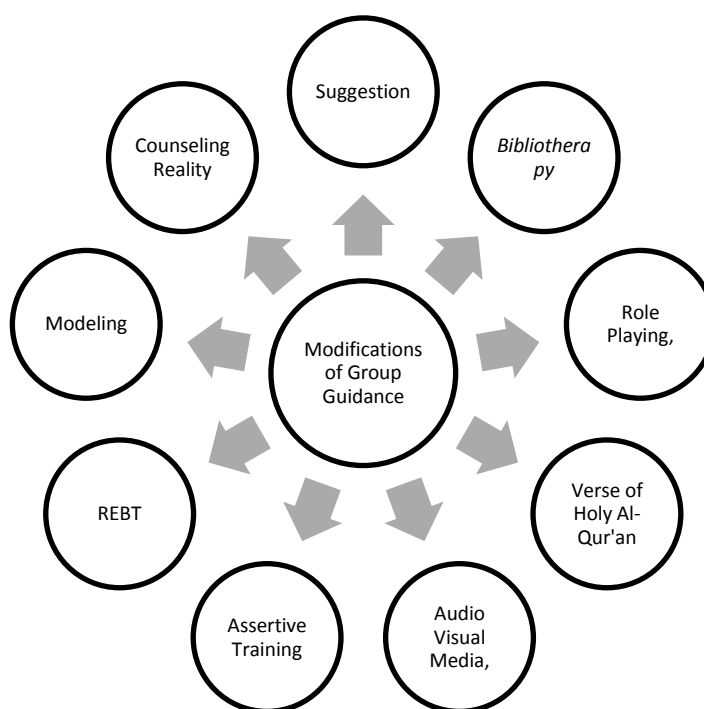 Suggestion
Bibliothera
py
Role
Playing,
Verse of
Holy Al-
Qur'an
Audio
Visual
Media,
Assertive
Training
REBT
Modeling
Counseling
Reality
Modifications
of Group
Guidance